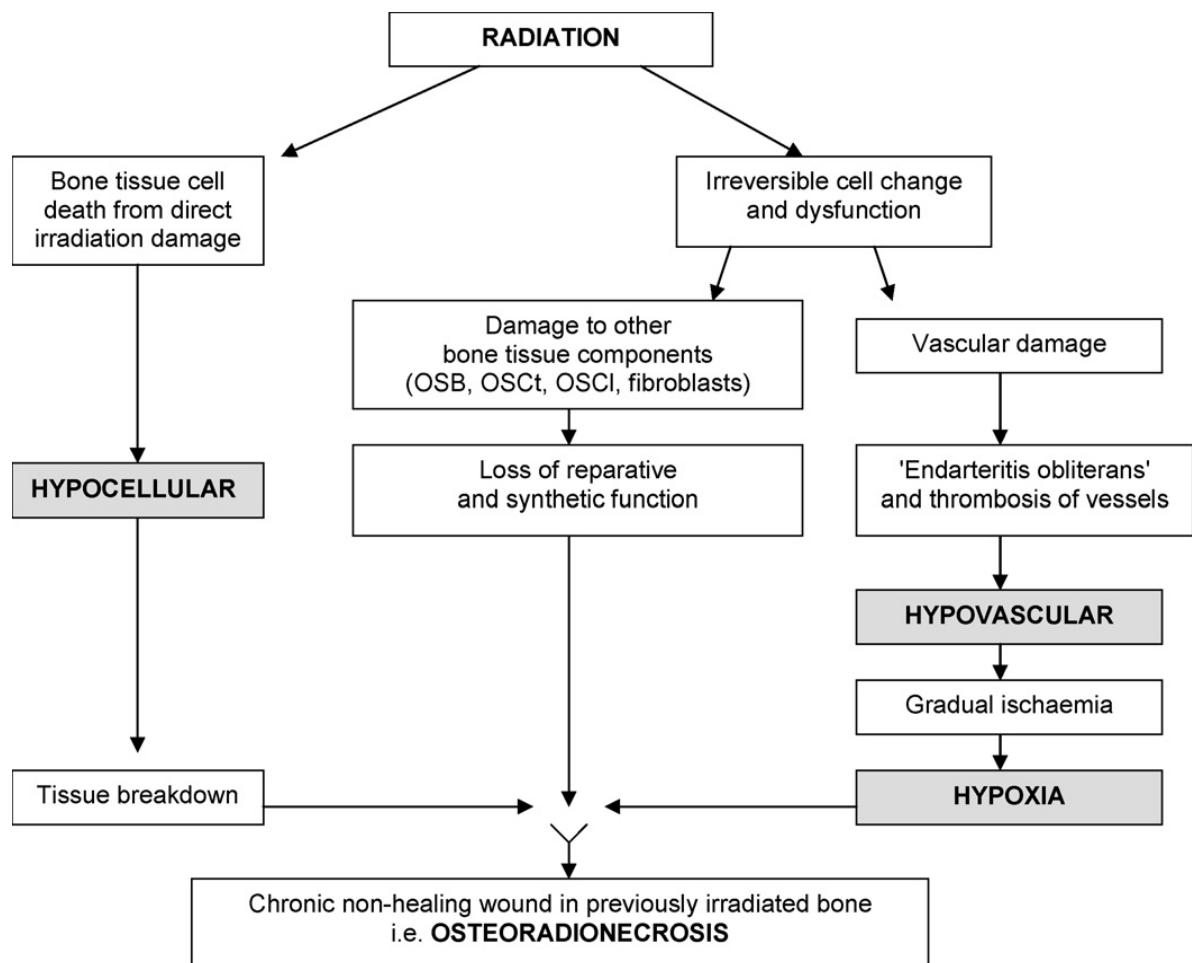 RADIATION
Bone tissue cell
death from direct
irradiation damage
Irreversible cell change
and dysfunction
Damage to other
bone tissue components
(OSB, OSCt, OSCl, fibroblasts)
Vascular damage
HYPOCELLULAR
Loss of reparative
and synthetic function
'Endarteritis obliterans'
and thrombosis of vessels
HYPOVASCULAR
Gradual ischaemia
Tissue breakdown
HYPOXIA
Chronic non-healing wound in previously irradiated bone
i.e. OSTEORADIONECROSIS